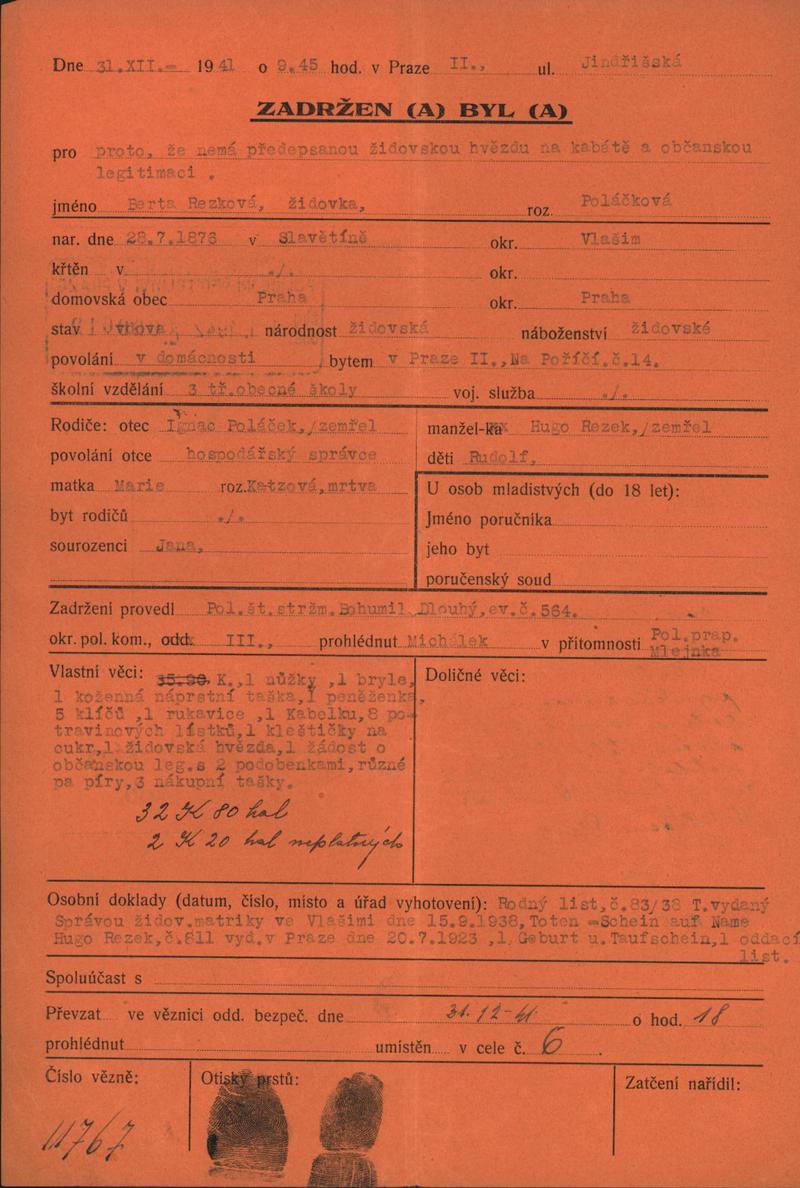 Dne 31.XII.- 1941 o 9.45 hod. v Praze II., ul. Jindřišská
ZADRŽEN (A) BYL (A)
pro proto, že nemá předepsanou židovskou hvězdu na kabátě a občanskou
legitimaci .
jméno Berta Rezková, židovka, roz. Poláčková
nar. dne 28.7.1876 v Slavětíně okr. Vlašim
křtěn v ./. okr.
domovská obec Praha okr. Praha
stav vdova národnost židovská náboženství židovské
povolání v domácnosti bytem v Praze II.,Na Poříčí.č.14.
školní vzdělání 3 tř.obecné školy voj. služba ./.
Rodiče: otec Ignac Poláček,/zemřel
povolání otce hospodářský správce
matka Marie roz. Katzová,mrtva
byt rodičů ./.
sourozenci Jana,
manžel-ka Hugo Rezek,/zemřel
děti Rudolf,
U osob mladistvých (do 18 let):
Jméno poručníka
jeho byt
poručenský soud
Zadržení provedl Pol.št.stržm.Bohumil Dlouhý,ev.č.564.
okr. pol. kom., odd. III., prohlédnut Michálek v přítomnosti Pol.prap.
Mlejnka
Vlastní věci: K.,1 nůžky ,1 bryle,
1 koženná náprstní taška,1 peněženka,
5 klíčů ,1 rukavice ,1 Kabelku,8 po
travinových lístků,1 kleštičky na
cukr,1 židovská hvězda,1 žádost o
občanskou leg.s 2 podobenkami,různé
pa píry,3 nákupní tašky.
32 K 80 hal
2 K 20 hal neplatných
Doličné věci:
Osobní doklady (datum, číslo, místo a úřad vyhotovení): Rodný list,č.83/38 T.vydaný
Správou židov.matriky ve Vlašimi dne 15.9.1938,Toten -Schein auf Name
Hugo Rezek,č.811 vyd.v Praze dne 20.7.1923 ,1 Geburt u.Taufschein,1 oddací
list.
Spoluúčast s
Převzat ve věznici odd. bezpeč. dne 31.12-41 o hod. 18
prohlédnut umístěn v cele č. 6 .
Číslo vězně:
11767
Otisky prstů:
Zatčení nařídil: